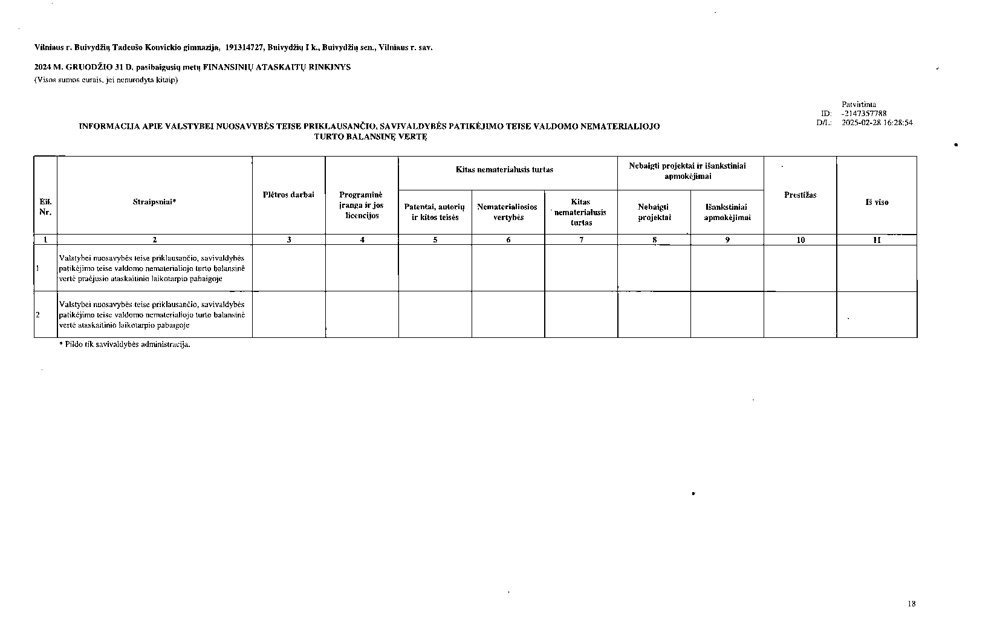 Vilniaus r. Buivydžių Tadeušo Konvickio gimnazija, 191314727, Buivydžių I k., Buivydžių sen., Vilniaus r. sav.
2024 M. GRUODŽIO 31 D. pasibaigusių metų FINANSINIŲ ATASKAITŲ RINKINYS
(Visos sumos eurais, jei nenurodyta kitaip)
Patvirtinta
ID: -2147357788
D/L: 2025-02-28 16:28:54
INFORMACIJA APIE VALSTYBEI NUOSAVYBĖS TEISE PRIKLAUSANČIO, SAVIVALDYBĖS PATIKĖJIMO TEISE VALDOMO NEMATERIALIOJO
TURTO BALANSINĘ VERTĘ
Eil.
Nr.
Straipsniai*
Plėtros darbai
Programinė
įranga ir jos
licencijos
Kitas nematerialusis turtas
Patentai, autorių
ir kitos teisės
Nematerialiosios
vertybės
Kitas
nematerialusis
turtas
Nebaigti projektai ir išankstiniai
apmokėjimai
Nebaigti
projektai
Išankstiniai
apmokėjimai
Prestižas
Iš viso
1 2 3 4 5 6 7 8 9 10 11
1
Valstybei nuosavybės teise priklausančio, savivaldybės
patikėjimo teise valdomo nematerialiojo turto balansinė
vertė praėjusio ataskaitinio laikotarpio pabaigoje
2
Valstybei nuosavybės teise priklausančio, savivaldybės
patikėjimo teise valdomo nematerialiojo turto balansinė
vertė ataskaitinio laikotarpio pabaigoje
* Pildo tik savivaldybės administracija.
18